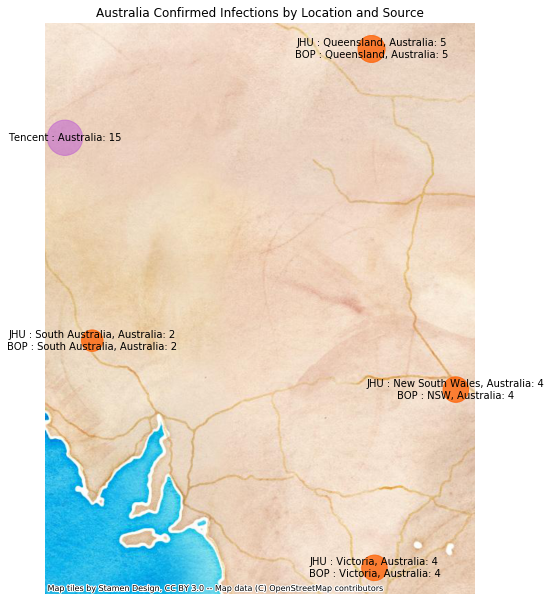 Australia Confirmed Infections by Location and Source
JHU : Queensland, Australia: 5
BOP : Queensland, Australia: 5
Tencent : Australia: 15
JHU : South Australia, Australia: 2
BOP : South Australia, Australia: 2
JHU : New South Wales, Australia: 4
BOP : NSW, Australia: 4
JHU : Victoria, Australia: 4
BOP : Victoria, Australia: 4
Map tiles by Stamen Design, CC BY 3.0 -- Map data (C) OpenStreetMap contributors